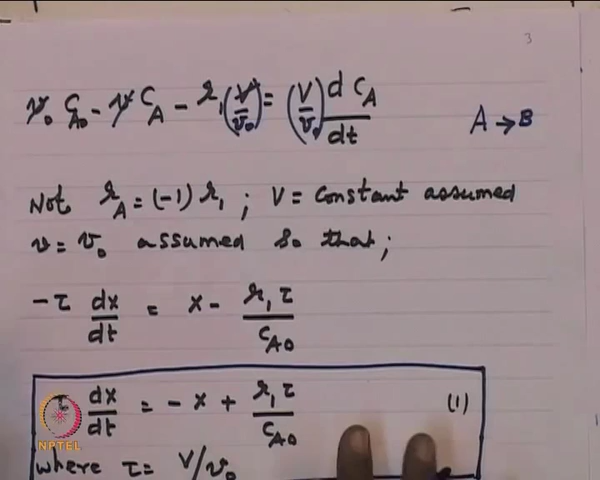 3
v₀ C_A0 - v C_A - r₁ (V/v₀) = (V/v₀) dC_A/dt
A → B
Not r_A = (-1) r₁ ; V = Constant assumed
v = v₀ assumed so that ;
-τ dx/dt = x - r₁τ/C_A0
τ dx/dt = - x + r₁τ/C_A0 (1)
NPTEL
where τ = V/v₀